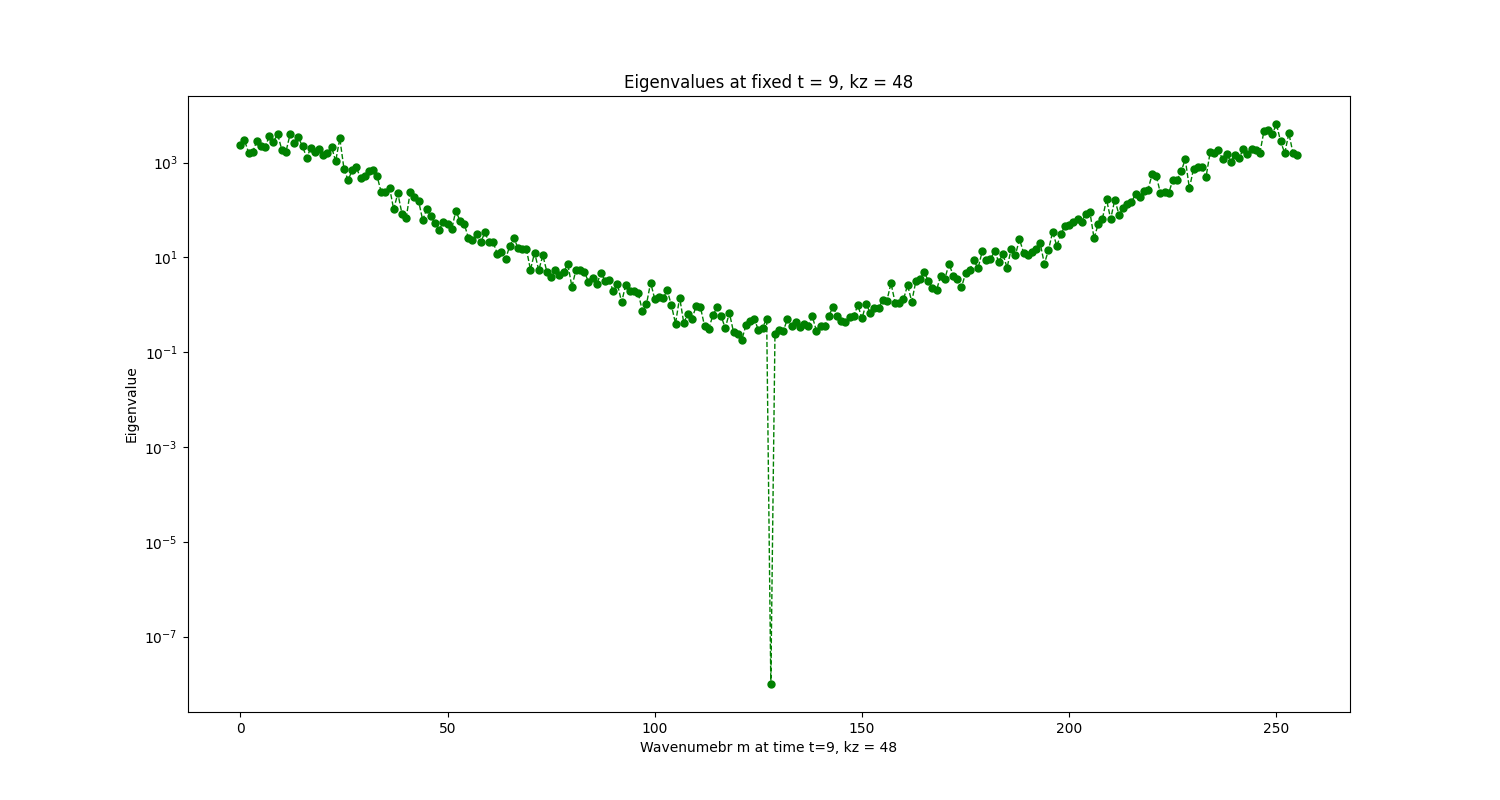 Eigenvalues at fixed t = 9, kz = 48
Eigenvalue
10^3
10^1
10^-1
10^-3
10^-5
10^-7
0 50 100 150 200 250
Wavenumebr m at time t=9, kz = 48